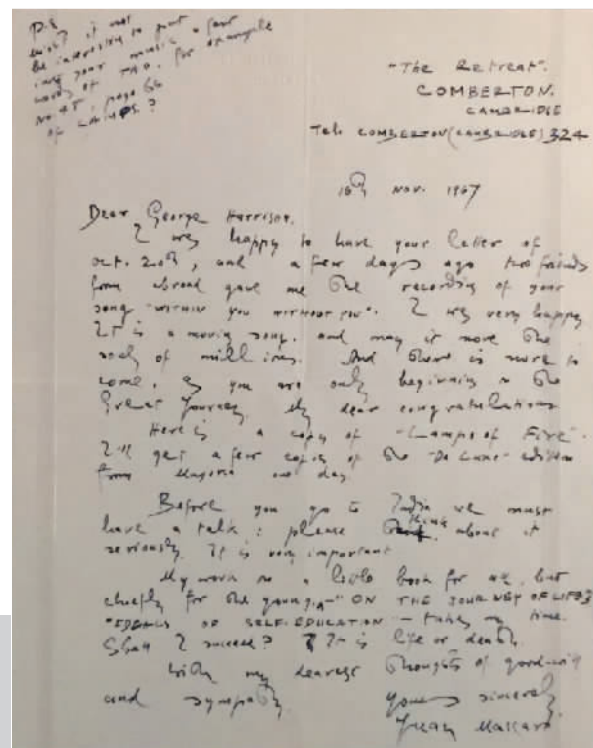 P.S.
might it not
be interesting to put
into your music a few
words of TAO, for example
No 48, page 66
of LAMPS?
"The Retreat".
COMBERTON.
CAMBRIDGE
Tel: COMBERTON (CAMBRIDGE) 324
16th Nov. 1967
Dear George Harrison.
I was happy to have your letter of
Oct. 20th, and a few days ago two friends
from abroad gave me the recording of your
song "WITHIN YOU WITHOUT YOU". I was very happy
It is a moving song, and may it move the
souls of millions. And there is more to
come, as you are only beginning on the
Great Journey. My dear congratulations
Here is a copy of "Lamps of Fire".
I'll get a few copies of the "De Luxe" edition
from one day
Before you go to India we must
have a talk: please think about it
seriously. It is very important
My work on a little book for me, but
chiefly for the young, - "ON THE JOURNEY OF LIFE:
IDEALS OF SELF-EDUCATION - takes my time.
Shall I succeed? It is life or death.
With my dearest thoughts of goodwill
and sympathy.
Yours sincerely
Juan Mascaró